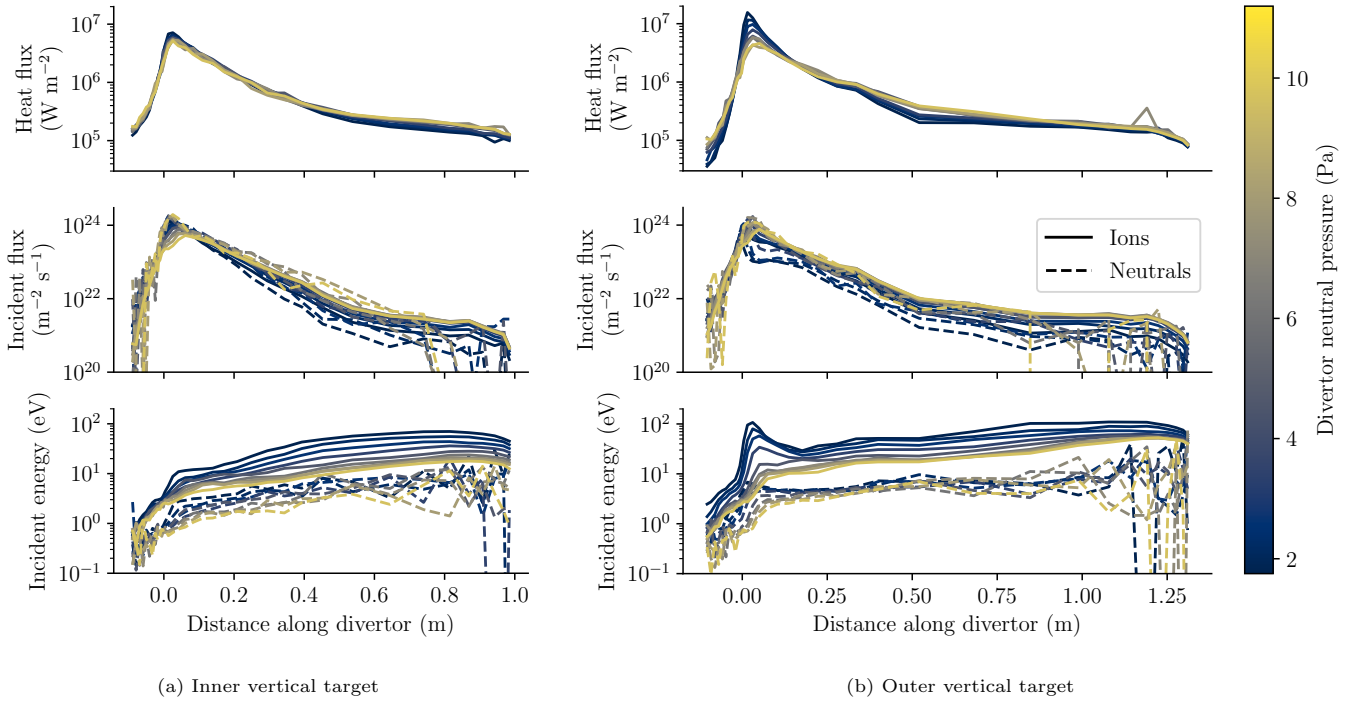 Heat flux
(W m−2)
10^7
10^6
10^5
Heat flux
(W m−2)
10^7
10^6
10^5
Incident flux
(m−2 s−1)
10^24
10^22
10^20
Incident flux
(m−2 s−1)
10^24
10^22
10^20
Ions
Neutrals
Incident energy (eV)
10^2
10^1
10^0
10^−1
0.0 0.2 0.4 0.6 0.8 1.0
Distance along divertor (m)
Incident energy (eV)
10^2
10^1
10^0
10^−1
0.00 0.25 0.50 0.75 1.00 1.25
Distance along divertor (m)
10
8
6
4
2
Divertor neutral pressure (Pa)
(a) Inner vertical target
(b) Outer vertical target